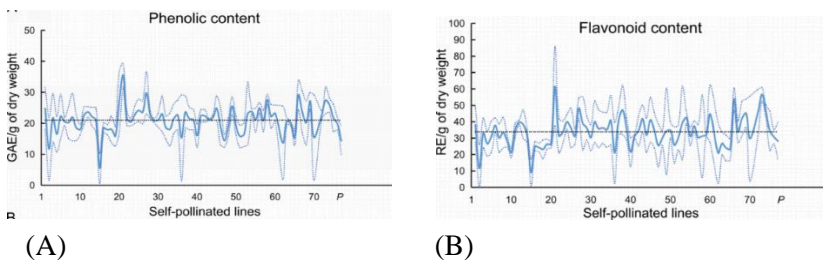 Phenolic content
GAE/g of dry weight
50
40
30
20
10
0
1 10 20 30 40 50 60 70 P
Self-pollinated lines
B
(A)
Flavonoid content
RE/g of dry weight
100
90
80
70
60
50
40
30
20
10
0
1 10 20 30 40 50 60 70 P
Self-pollinated lines
(B)